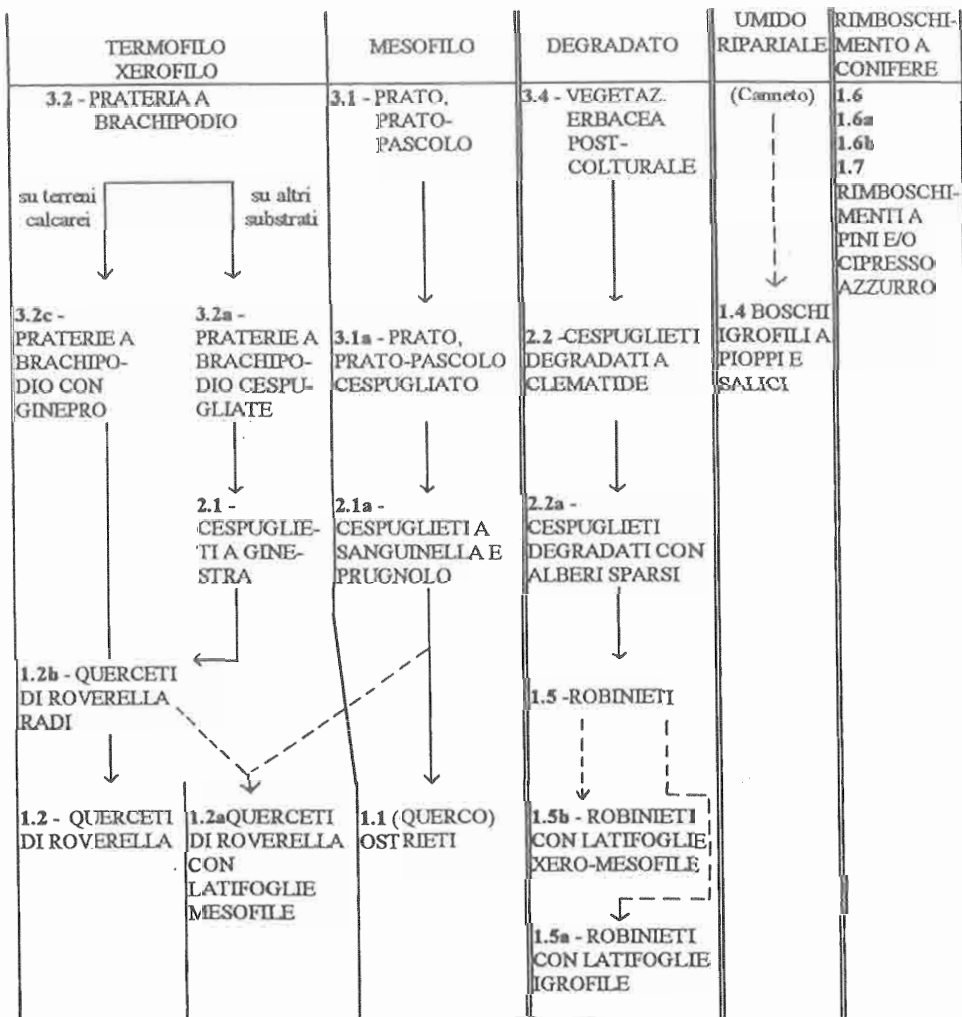 TERMOFILO
XEROFILO
MESOFILO
DEGRADATO
UMIDO
RIPARIALE
RIMBOSCHI-
MENTO A
CONIFERE
3.2 - PRATERIA A
BRACHIPODIO
su terreni
calcarei
su altri
substrati
3.2c -
PRATERIE A
BRACHIPO-
DIO CON
GINEPRO
3.2a -
PRATERIE A
BRACHIPO-
DIO CESPU-
GLIATE
2.1 -
CESPUGLIE-
TI A GINE-
STRA
1.2b - QUERCETI
DI ROVERELLA
RADI
1.2 - QUERCETI
DI ROVERELLA
1.2aQUERCETI
DI ROVERELLA
CON
LATIFOGLIE
MESOFILE
3.1 - PRATO,
PRATO-
PASCOLO
3.1a - PRATO,
PRATO-PASCOLO
CESPUGLIATO
2.1a -
CESPUGLIETI A
SANGUINELLA E
PRUGNOLO
1.1 (QUERCO)
OSTRIETI
3.4 - VEGETAZ.
ERBACEA
POST-
COLTURALE
2.2 -CESPUGLIETI
DEGRADATI A
CLEMATIDE
2.2a -
CESPUGLIETI
DEGRADATI CON
ALBERI SPARSI
1.5 -ROBINIETI
1.5b - ROBINIETI
CON LATIFOGLIE
XERO-MESOFILE
1.5a - ROBINIETI
CON LATIFOGLIE
IGROFILE
(Canneto)
1.4 BOSCHI
IGROFILI A
PIOPPI E
SALICI
1.6
1.6a
1.6b
1.7
RIMBOSCHI-
MENTI A
PINI E/O
CIPRESSO
AZZURRO